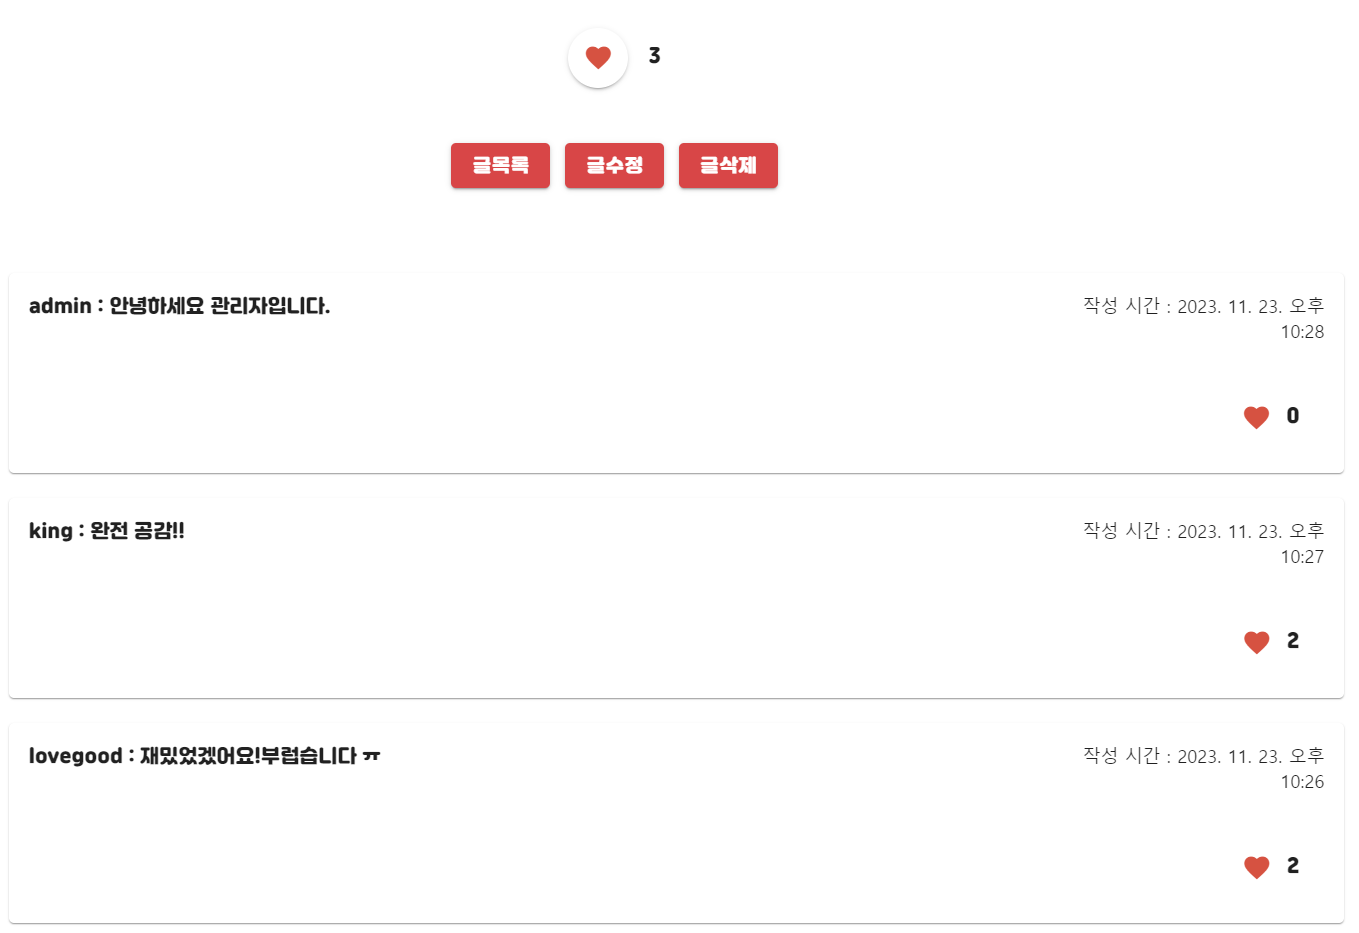 3
글목록 글수정 글삭제
admin : 안녕하세요 관리자입니다.
작성 시간 : 2023. 11. 23. 오후
10:28
0
king : 완전 공감!!
작성 시간 : 2023. 11. 23. 오후
10:27
2
lovegood : 재밌었겠어요!부럽습니다 ㅠ
작성 시간 : 2023. 11. 23. 오후
10:26
2